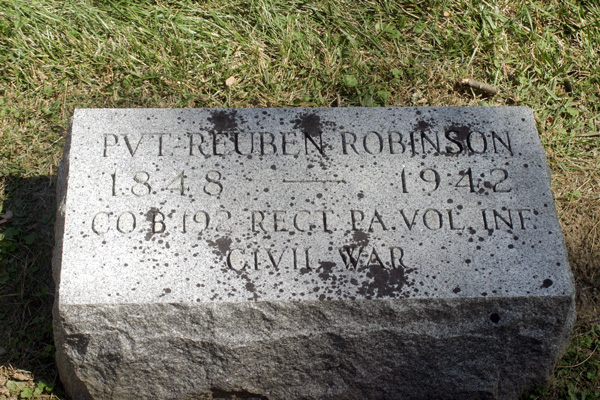 PVT. REUBEN ROBINSON
1848 — 1942
CO. B 192 REGT. PA. VOL. INF.
CIVIL WAR